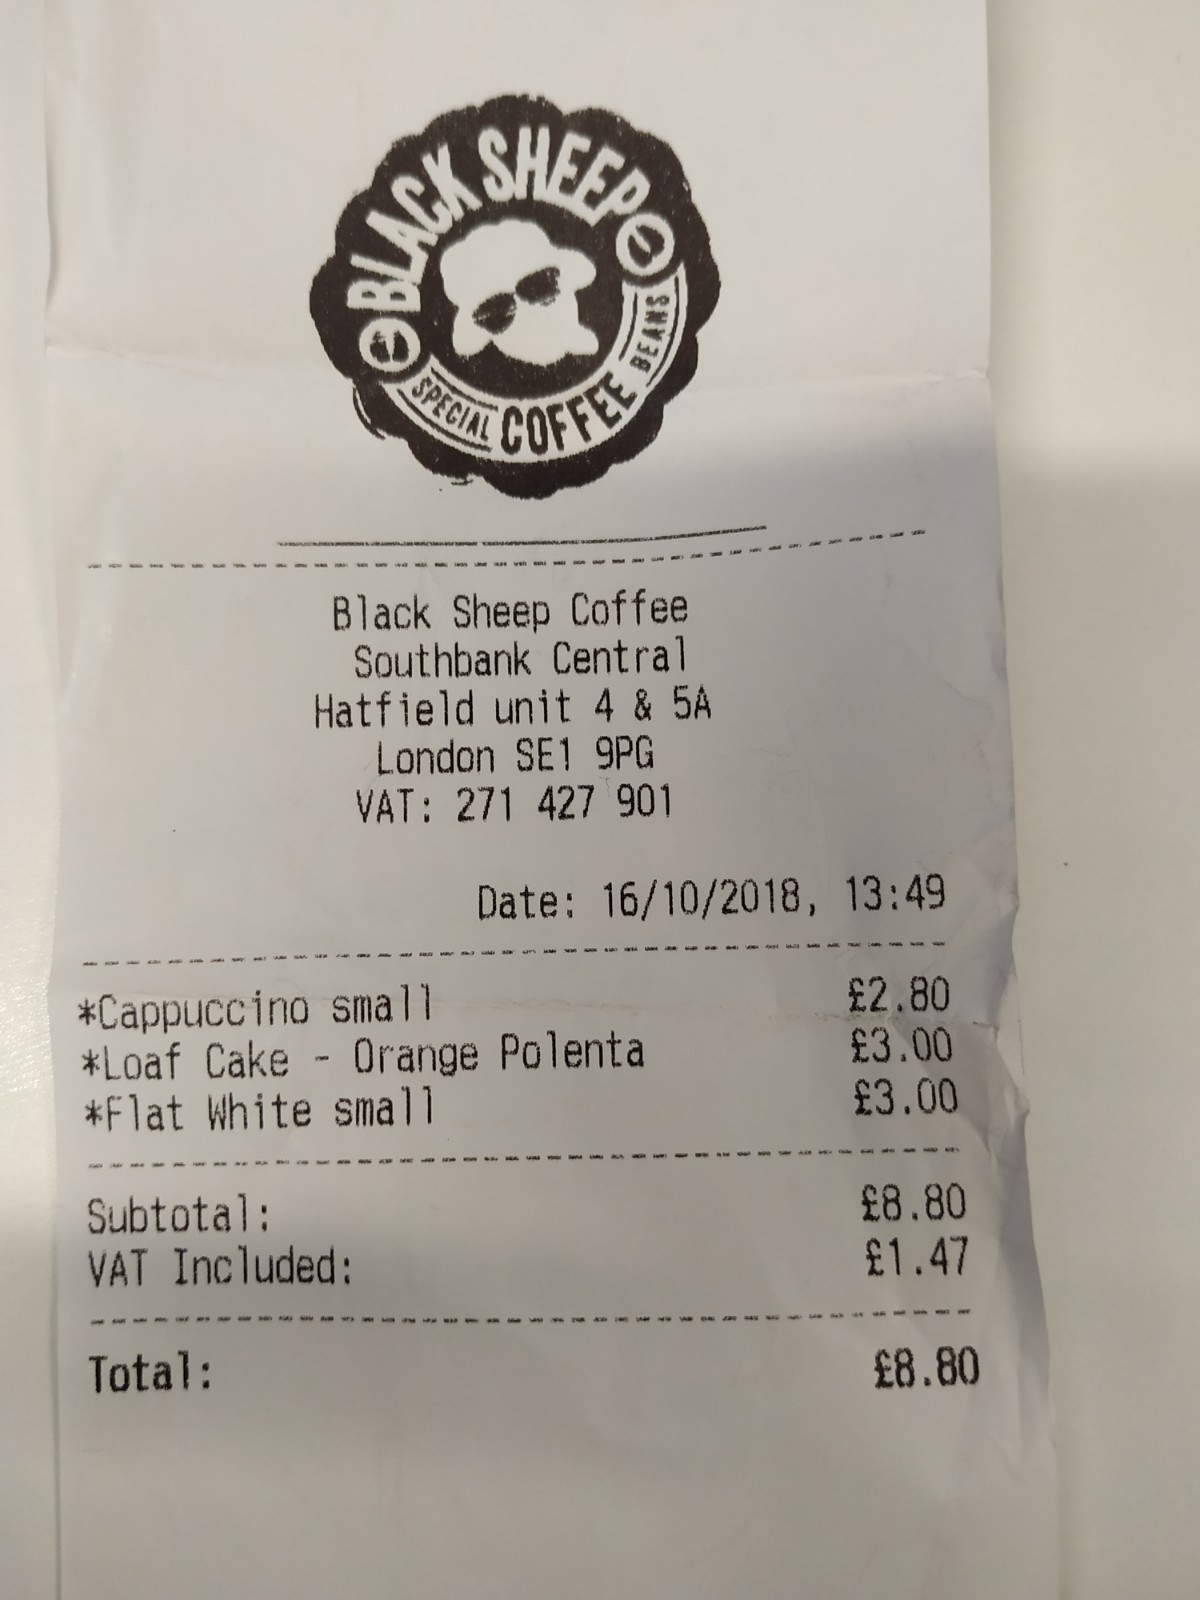 BLACK SHEEP
SPECIAL COFFEE BEANS
Black Sheep Coffee
Southbank Central
Hatfield unit 4 & 5A
London SE1 9PG
VAT: 271 427 901
Date: 16/10/2018, 13:49
*Cappuccino small £2.80
*Loaf Cake - Orange Polenta £3.00
*Flat White small £3.00
Subtotal: £8.80
VAT Included: £1.47
Total: £8.80